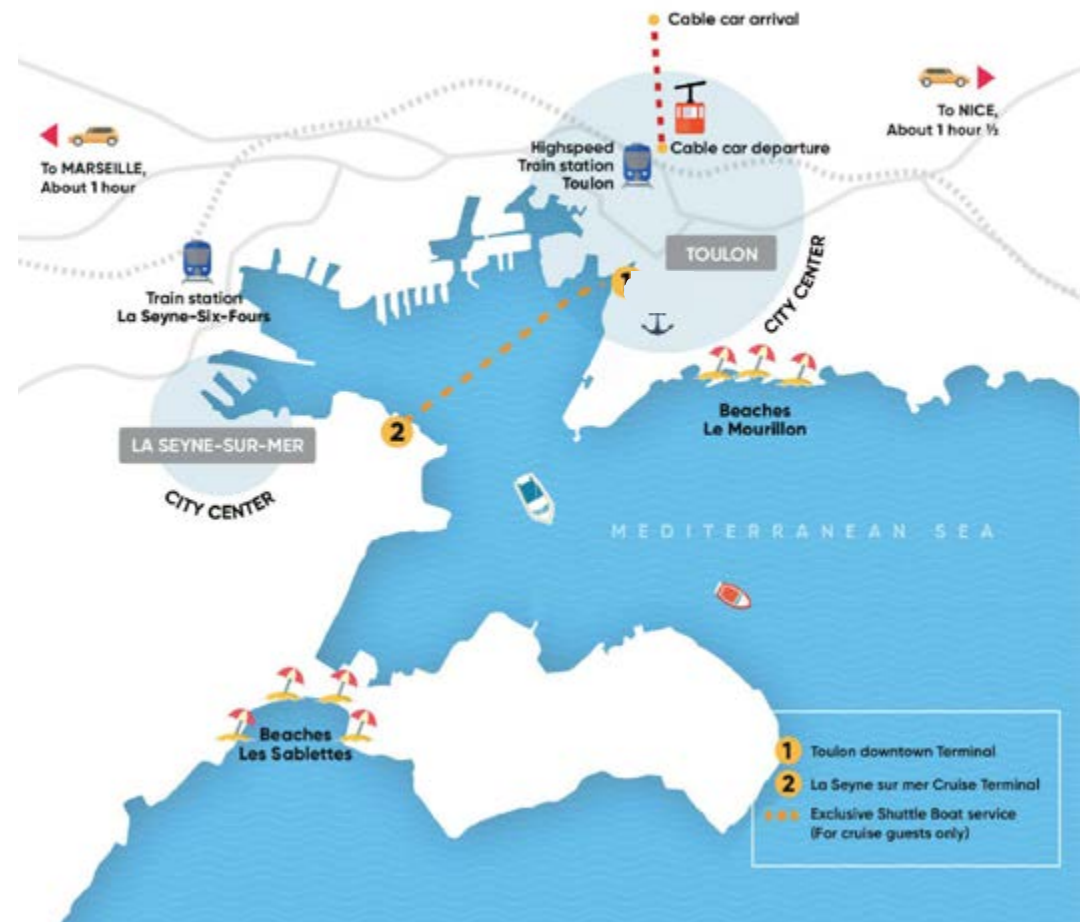 Cable car arrival
To NICE,
About 1 hour ½
To MARSEILLE,
About 1 hour
Highspeed
Train station
Toulon
Cable car departure
TOULON
CITY CENTER
Train station
La Seyne-Six-Fours
Beaches
Le Mourillon
2
LA SEYNE-SUR-MER
CITY CENTER
MEDITERRANEAN SEA
Beaches
Les Sablettes
1 Toulon downtown Terminal
2 La Seyne sur mer Cruise Terminal
Exclusive Shuttle Boat service
(For cruise guests only)